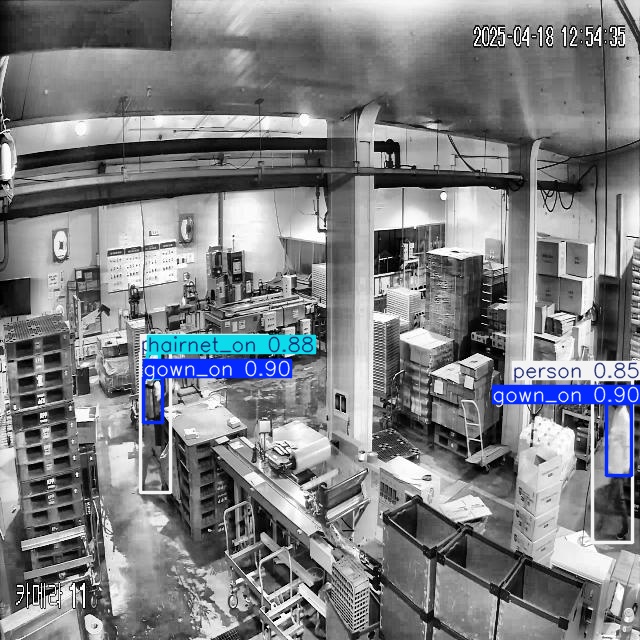 2025-04-18 12:54:35
hairnet_on 0.88
gown_on 0.90
person 0.85
gown_on 0.90
카메라 11